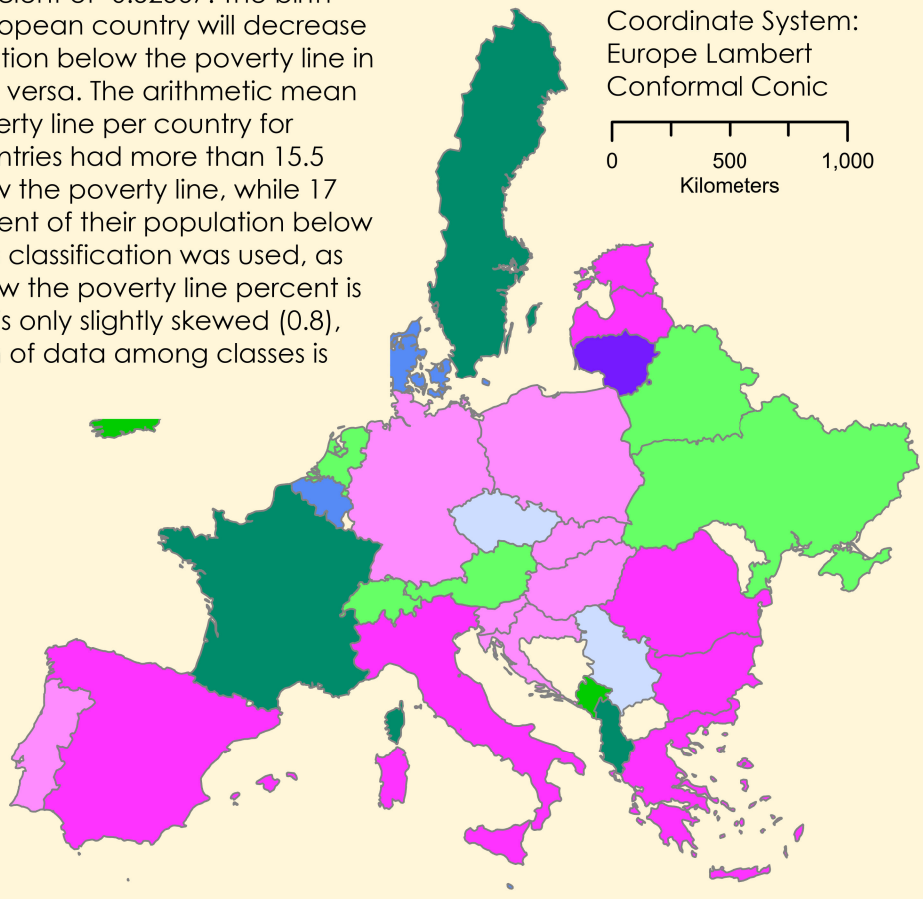 opean country will decrease
tion below the poverty line in
versa. The arithmetic mean
erty line per country for
ntries had more than 15.5
w the poverty line, while 17
ent of their population below
classification was used, as
w the poverty line percent is
s only slightly skewed (0.8),
n of data among classes is
Coordinate System:
Europe Lambert
Conformal Conic
0 500 1,000
Kilometers